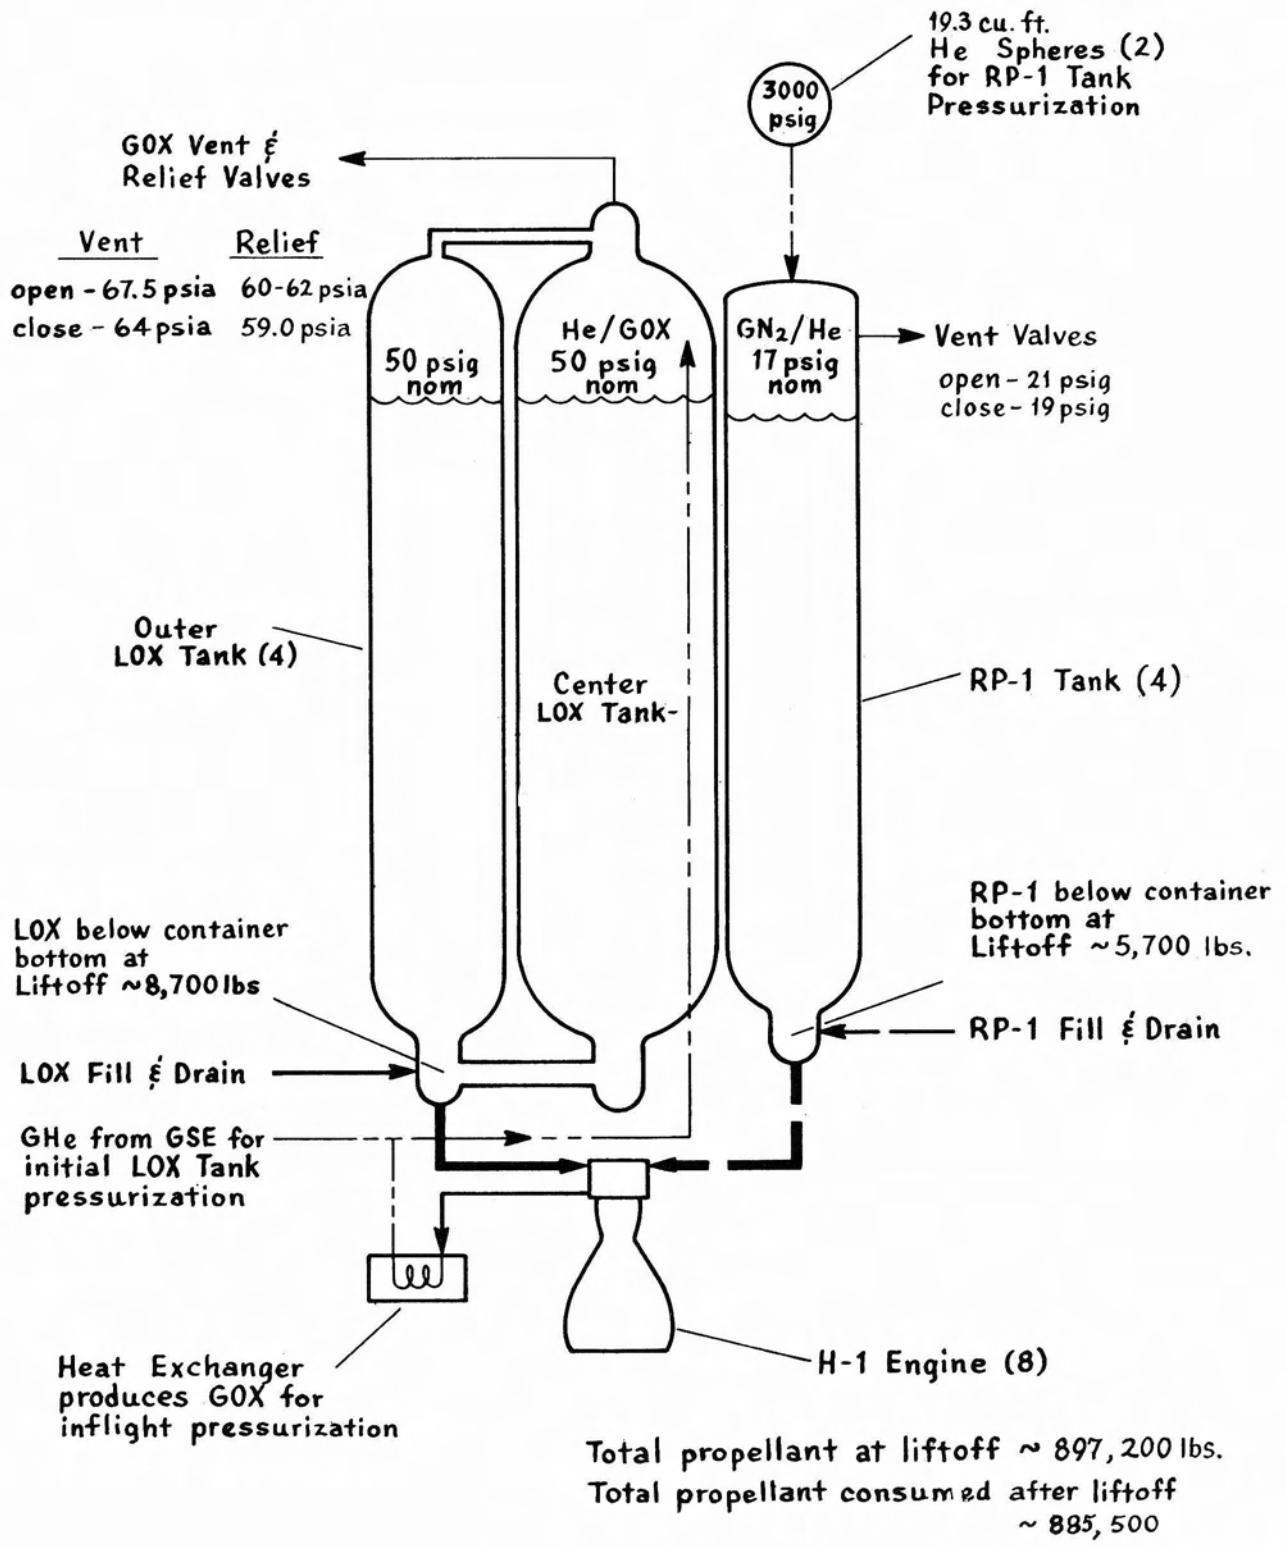 19.3 cu. ft.
He Spheres (2)
for RP-1 Tank
Pressurization
3000
psig
GOX Vent &
Relief Valves
Vent Relief
open - 67.5 psia 60-62 psia
close - 64 psia 59.0 psia
50 psig
nom
He/GOX
50 psig
nom
GN₂/He
17 psig
nom
Vent Valves
open - 21 psig
close - 19 psig
Outer
LOX Tank (4)
Center
LOX Tank-
RP-1 Tank (4)
LOX below container
bottom at
Liftoff ~8,700 lbs
RP-1 below container
bottom at
Liftoff ~5,700 lbs.
RP-1 Fill & Drain
LOX Fill & Drain
GHe from GSE for
initial LOX Tank
pressurization
Heat Exchanger
produces GOX for
inflight pressurization
H-1 Engine (8)
Total propellant at liftoff ~ 897,200 lbs.
Total propellant consumed after liftoff
~ 885,500